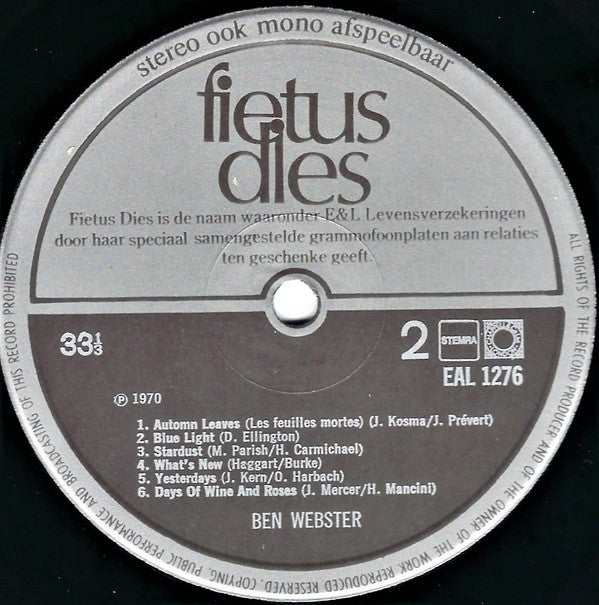 stereo ook mono afspeelbaar
fietus
dies
Fietus Dies is de naam waaronder E&L Levensverzekeringen
door haar speciaal samengestelde grammofoonplaten aan relaties
ten geschenke geeft.
33⅓
2
STEMRA
EAL 1276
℗ 1970
1. Automn Leaves (Les feuilles mortes) (J. Kosma/J. Prévert)
2. Blue Light (D. Ellington)
3. Stardust (M. Parish/H. Carmichael)
4. What's New (Haggart/Burke)
5. Yesterdays (J. Kern/O. Harbach)
6. Days Of Wine And Roses (J. Mercer/H. Mancini)
BEN WEBSTER
ALL RIGHTS OF THE RECORD PRODUCER AND OF THE OWNER OF THE WORK REPRODUCED RESERVED. COPYING, PUBLIC PERFORMANCE AND BROADCASTING OF THIS RECORD PROHIBITED